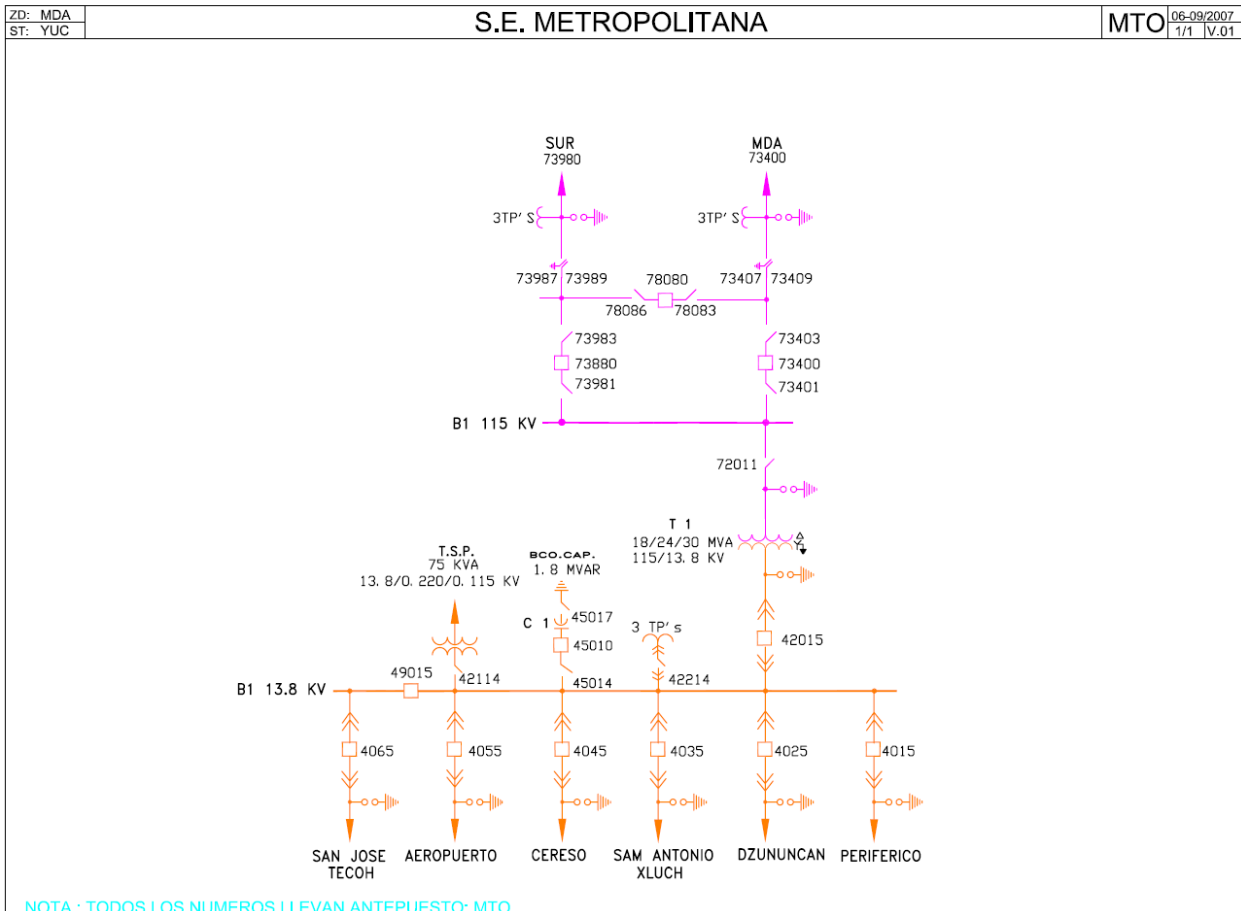 ZD: MDA
ST: YUC
S.E. METROPOLITANA
MTO
06-09/2007
1/1 V.01
SUR
73980
MDA
73400
3TP' S
3TP' S
73987 73989
78080
73407 73409
78086
78083
73983
73403
73880
73400
73981
73401
B1 115 KV
72011
T 1
18/24/30 MVA
115/13.8 KV
T.S.P.
75 KVA
13.8/0.220/0.115 KV
BCO.CAP.
1.8 MVAR
C 1
45017
45010
3 TP' s
42015
49015
42114
45014
42214
B1 13.8 KV
4065
4055
4045
4035
4025
4015
SAN JOSE
TECOH
AEROPUERTO
CERESO
SAM ANTONIO
XLUCH
DZUNUNCAN
PERIFERICO
NOTA : TODOS LOS NUMEROS LLEVAN ANTEPUESTO: MTO